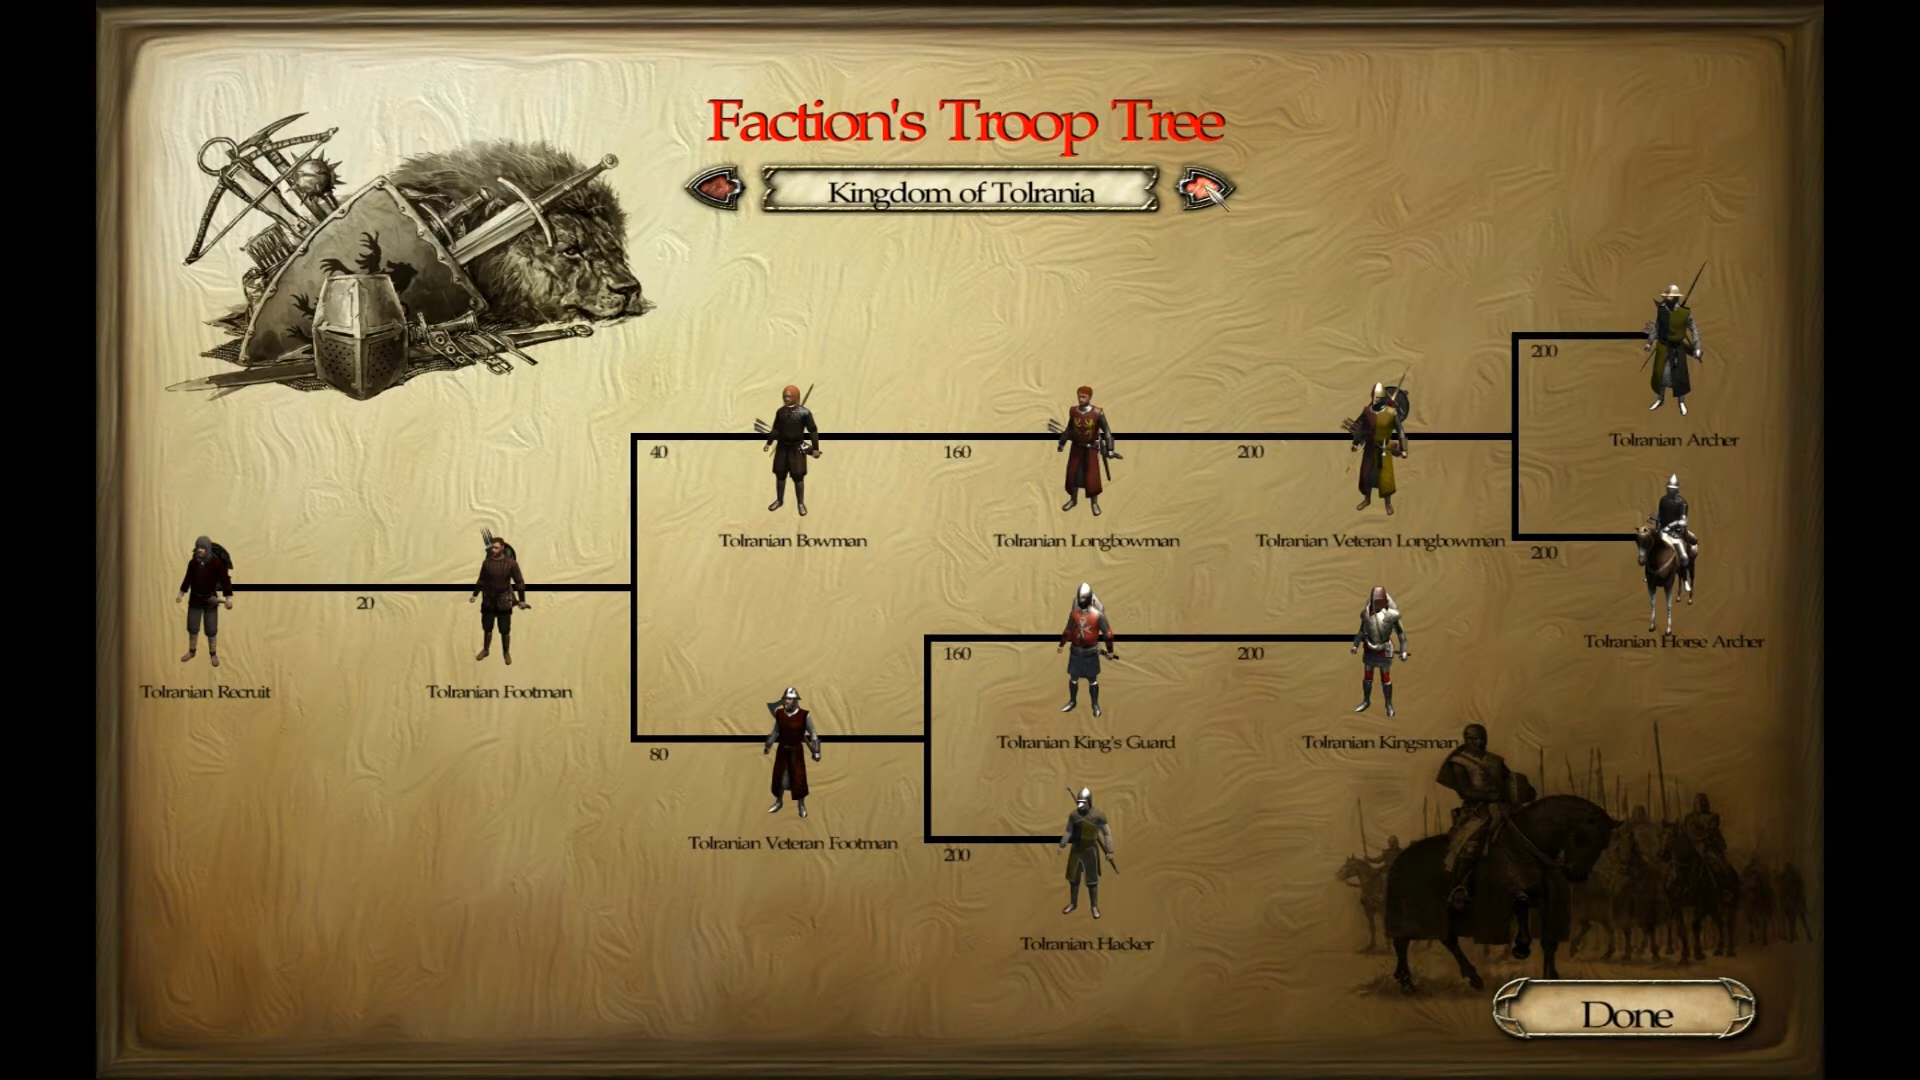 Faction's Troop Tree
Kingdom of Tolrania
200
Tolranian Archer
40
160
200
Tolranian Bowman
Tolranian Longbowman
Tolranian Veteran Longbowman
200
20
Tolranian Horse Archer
160
200
Tolranian Recruit
Tolranian Footman
Tolranian King's Guard
Tolranian Kingsman
80
Tolranian Veteran Footman
200
Tolranian Hacker
Done